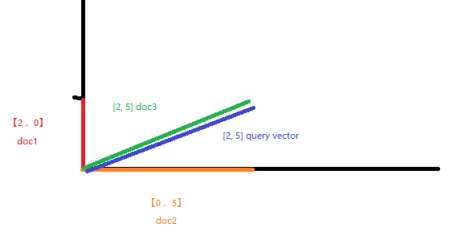 [2, 5] doc3
【2 , 0】
doc1
[2, 5] query vector
【0 , 5】
doc2